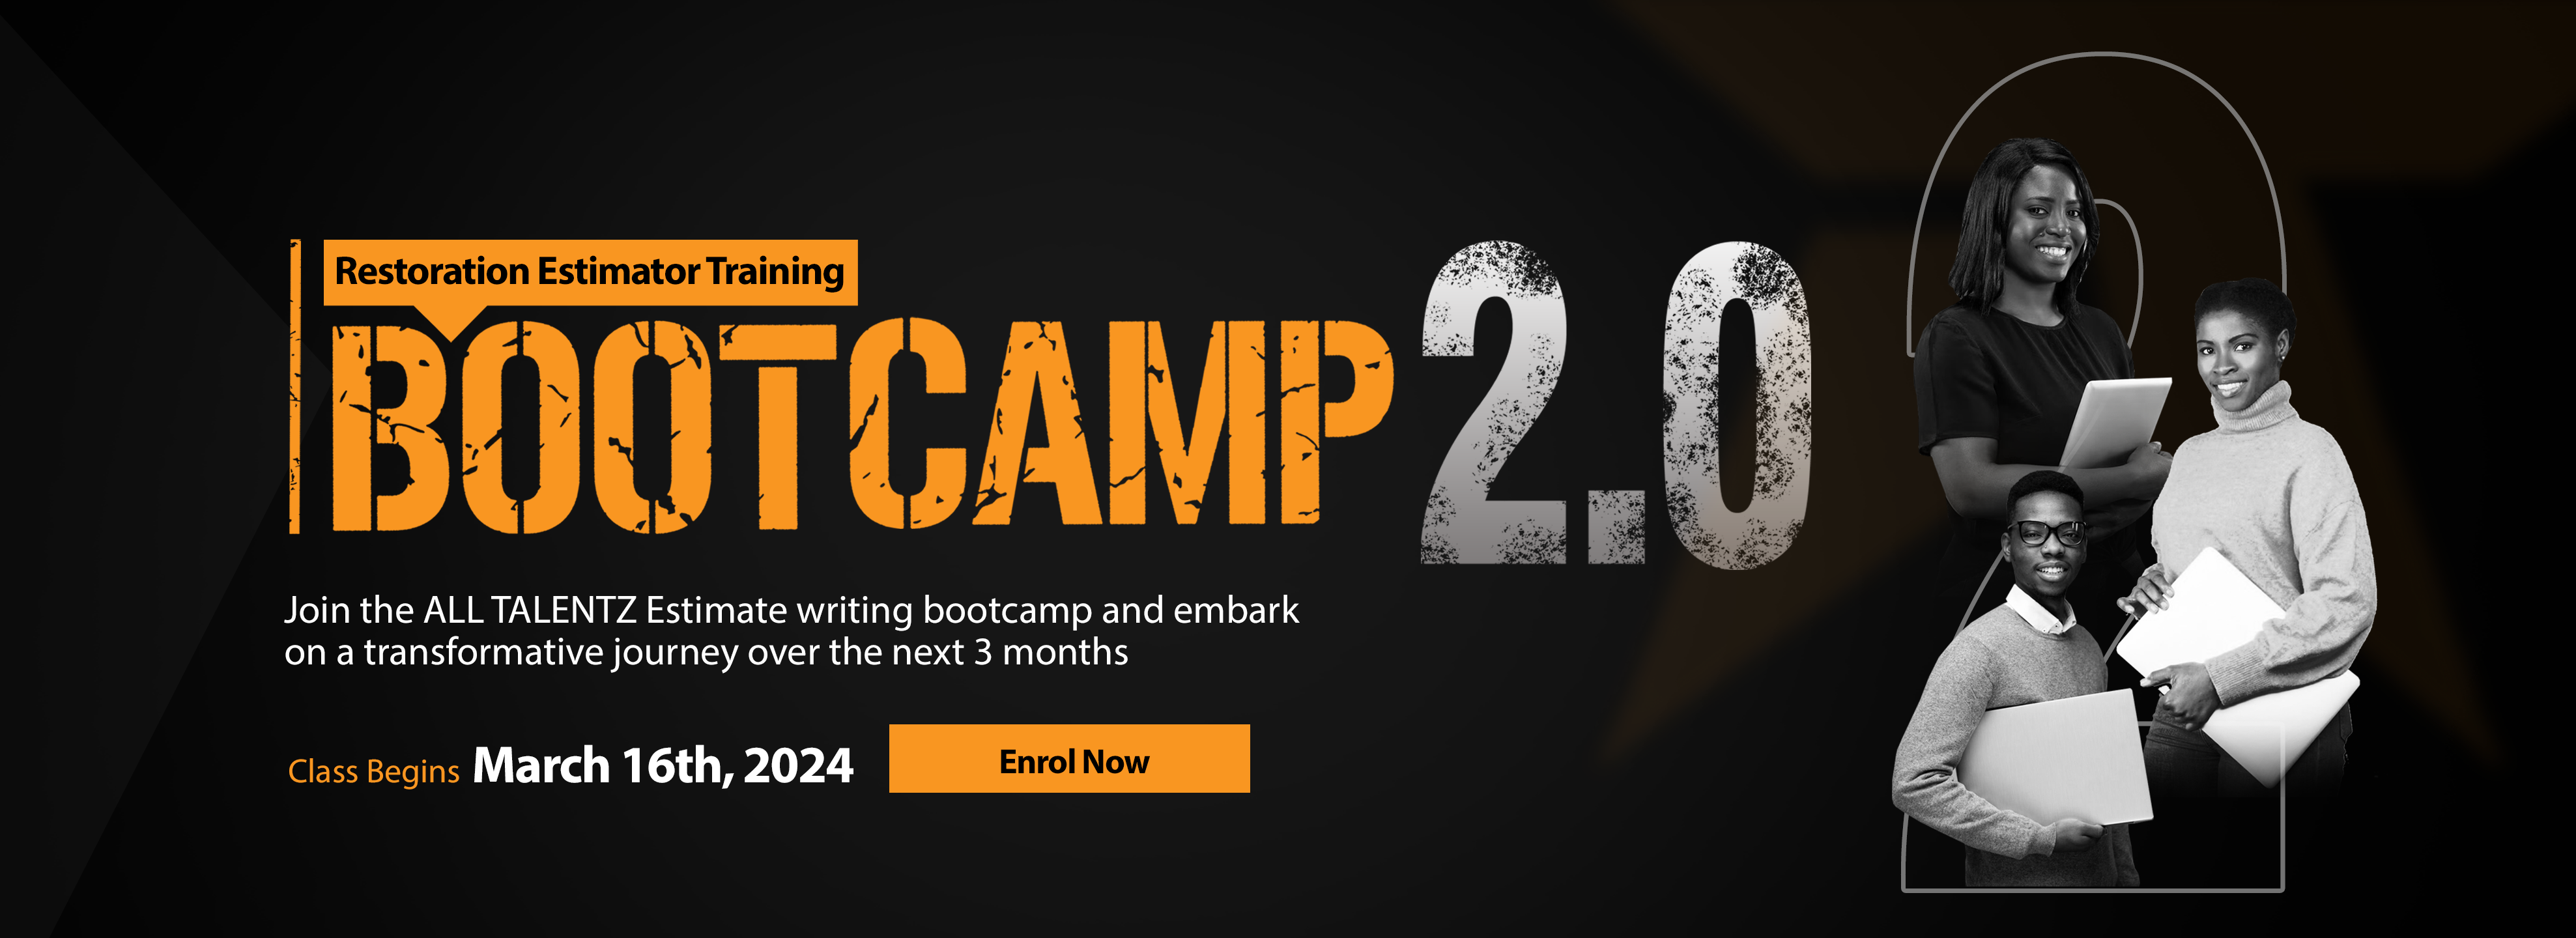 Restoration Estimator Training
BOOTCAMP 2.0
Join the ALL TALENTZ Estimate writing bootcamp and embark
on a transformative journey over the next 3 months
Class Begins March 16th, 2024
Enrol Now